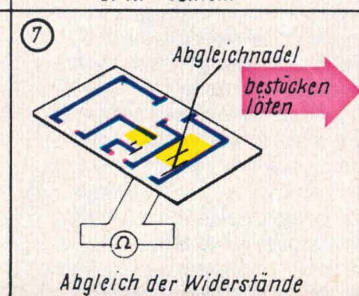 7
Abgleichnadel
bestücken
löten
Ω
Abgleich der Widerstände